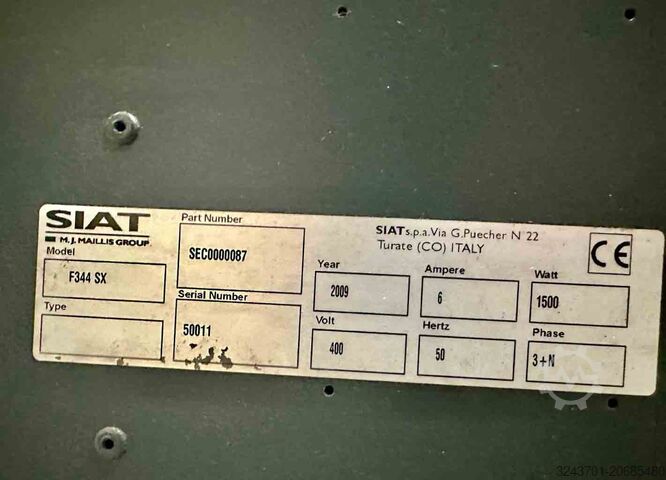 SIAT
M.J. MAILLIS GROUP
Model
F344 SX
Type
Part Number
SEC0000087
Serial Number
50011
SIAT s.p.a. Via G.Puecher N 22
Turate (CO) ITALY
CE
Year
2009
Ampere
6
Watt
1500
Volt
400
Hertz
50
Phase
3+N
3243701-20685480